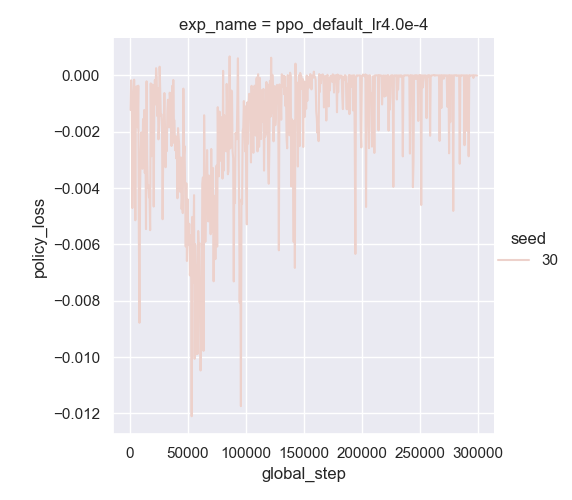 exp_name = ppo_default_lr4.0e-4
0.000
−0.002
−0.004
−0.006
−0.008
−0.010
−0.012
policy_loss
seed
30
0 50000 100000 150000 200000 250000 300000
global_step